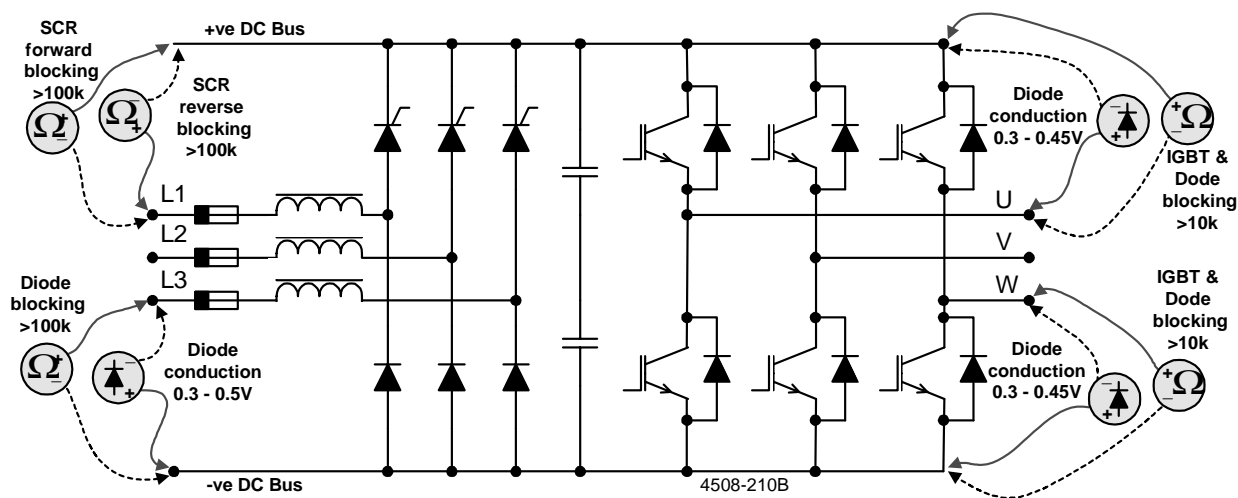 SCR
forward
blocking
>100k
+ve DC Bus
SCR
reverse
blocking
>100k
Ω
+
−
Ω
−
+
L1
L2
L3
Diode
blocking
>100k
Ω
+
−
−
+
Diode
conduction
0.3 - 0.5V
-ve DC Bus
Diode
conduction
0.3 - 0.45V
−
+
+
Ω
−
IGBT &
Dode
blocking
>10k
U
V
W
IGBT &
Dode
blocking
>10k
Diode
conduction
0.3 - 0.45V
−
+
+
Ω
−
4508-210B